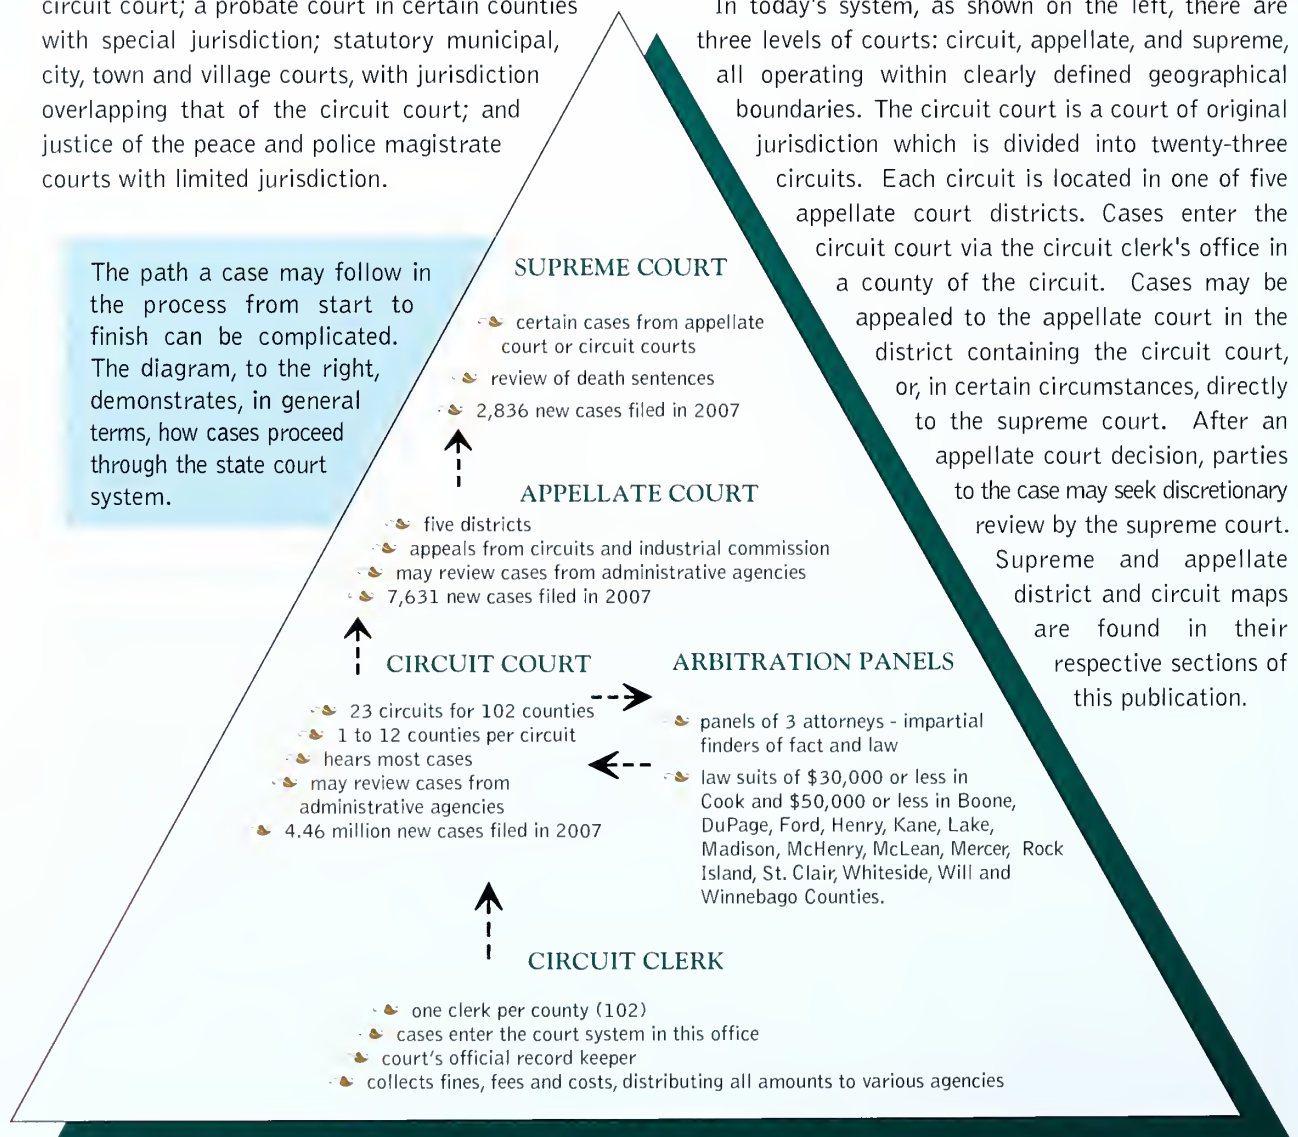 circuit court; a probate court in certain counties
with special jurisdiction; statutory municipal,
city, town and village courts, with jurisdiction
overlapping that of the circuit court; and
justice of the peace and police magistrate
courts with limited jurisdiction.
The path a case may follow in
the process from start to
finish can be complicated.
The diagram, to the right,
demonstrates, in general
terms, how cases proceed
through the state court
system.
SUPREME COURT
certain cases from appellate
court or circuit courts
review of death sentences
2,836 new cases filed in 2007
APPELLATE COURT
five districts
appeals from circuits and industrial commission
may review cases from administrative agencies
7,631 new cases filed in 2007
CIRCUIT COURT
23 circuits for 102 counties
1 to 12 counties per circuit
hears most cases
may review cases from
administrative agencies
4.46 million new cases filed in 2007
ARBITRATION PANELS
panels of 3 attorneys - impartial
finders of fact and law
law suits of $30,000 or less in
Cook and $50,000 or less in Boone,
DuPage, Ford, Henry, Kane, Lake,
Madison, McHenry, McLean, Mercer, Rock
Island, St. Clair, Whiteside, Will and
Winnebago Counties.
CIRCUIT CLERK
one clerk per county (102)
cases enter the court system in this office
court's official record keeper
collects fines, fees and costs, distributing all amounts to various agencies
In today's system, as shown on the left, there are
three levels of courts: circuit, appellate, and supreme,
all operating within clearly defined geographical
boundaries. The circuit court is a court of original
jurisdiction which is divided into twenty-three
circuits. Each circuit is located in one of five
appellate court districts. Cases enter the
circuit court via the circuit clerk's office in
a county of the circuit. Cases may be
appealed to the appellate court in the
district containing the circuit court,
or, in certain circumstances, directly
to the supreme court. After an
appellate court decision, parties
to the case may seek discretionary
review by the supreme court.
Supreme and appellate
district and circuit maps
are found in their
respective sections of
this publication.